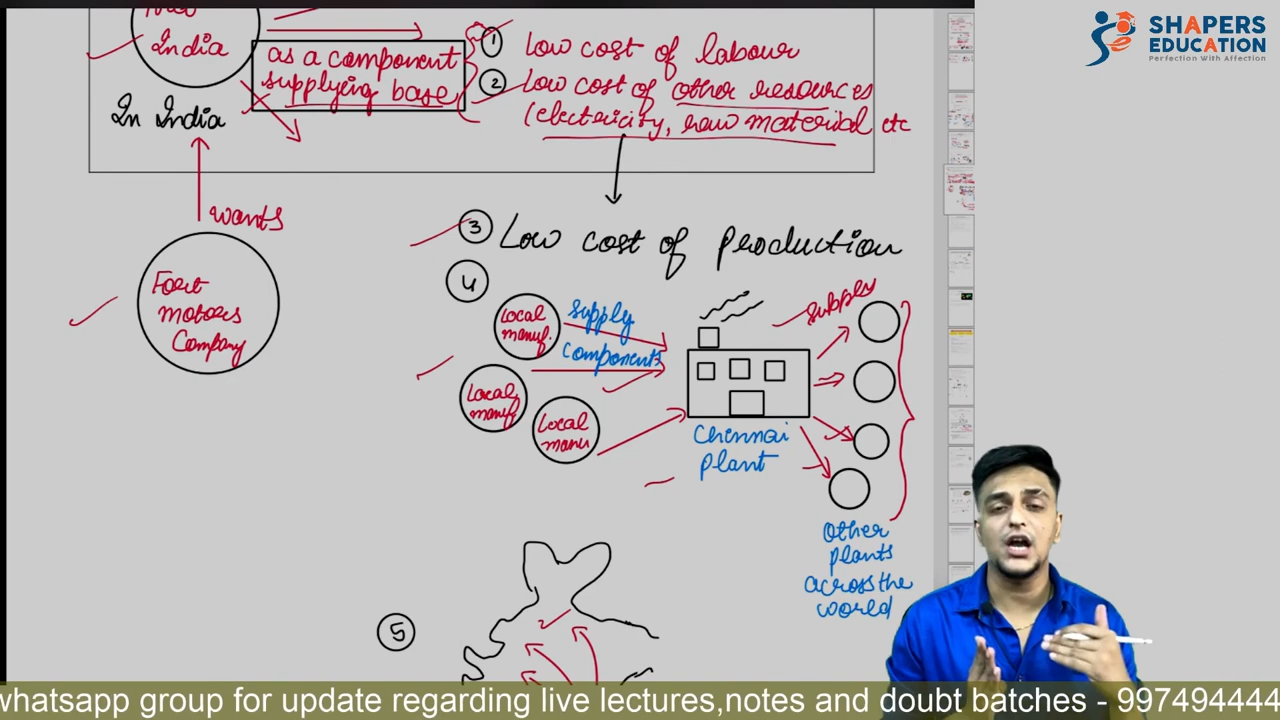 SHAPERS
EDUCATION
Perfection With Affection
India
In India
as a component
supplying base
① Low cost of labour
② Low cost of other resources
(electricity, raw material etc
wants
Ford
Motors
Company
③ Low cost of production
④
Local
manuf.
Local
manuf
Local
manu
supply
components
Chennai
plant
supply
Other
plants
across the
world
⑤
whatsapp group for update regarding live lectures,notes and doubt batches - 997494444